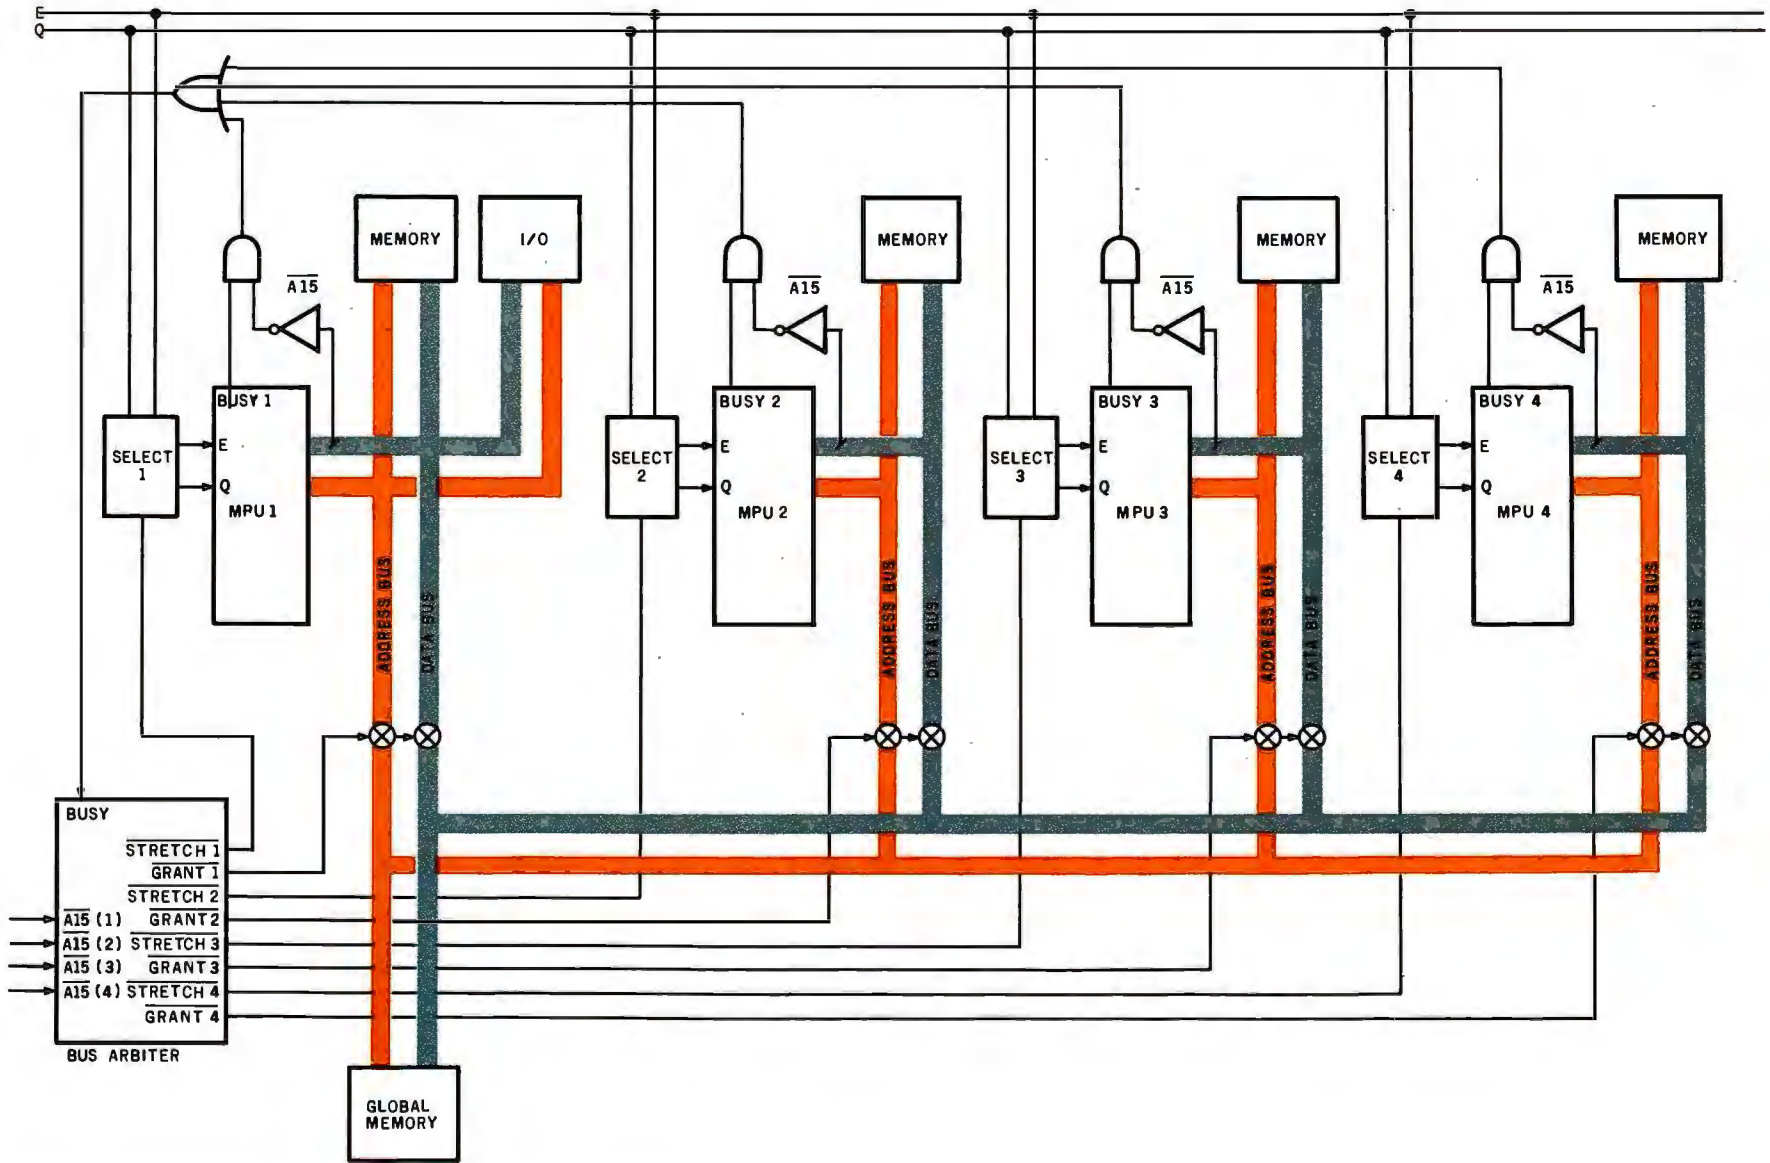 E
Q
MEMORY
I/O
MEMORY
MEMORY
MEMORY
A15
A15
A15
A15
BUSY 1
BUSY 2
BUSY 3
BUSY 4
SELECT
1
E
Q
MPU 1
SELECT
2
E
Q
MPU 2
SELECT
3
E
Q
MPU 3
SELECT
4
E
Q
MPU 4
ADDRESS BUS
DATA BUS
ADDRESS BUS
DATA BUS
ADDRESS BUS
DATA BUS
ADDRESS BUS
DATA BUS
BUSY
STRETCH 1
GRANT 1
STRETCH 2
A15 (1) GRANT 2
A15 (2) STRETCH 3
A15 (3) GRANT 3
A15 (4) STRETCH 4
GRANT 4
BUS ARBITER
GLOBAL
MEMORY